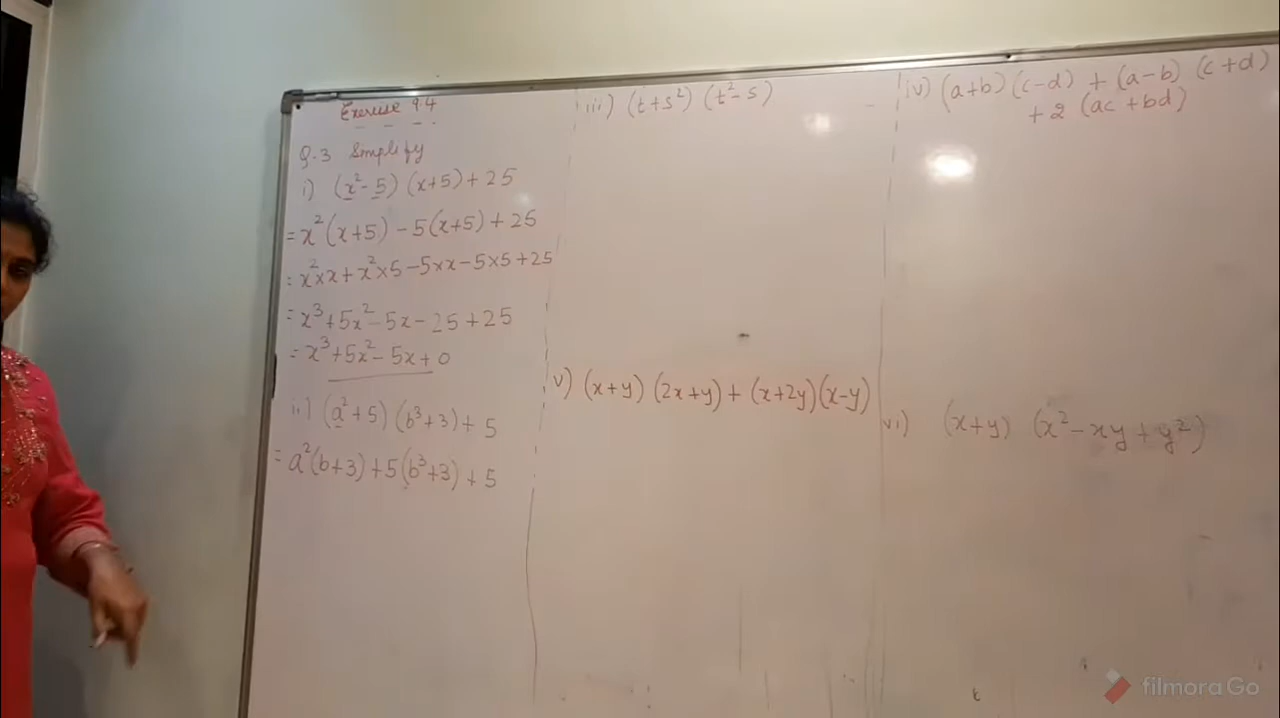 Exercise 9.4
Q.3 Simplify
i) (x²-5) (x+5)+25
= x²(x+5) -5(x+5)+25
= x²×x+x²×5-5×x-5×5+25
= x³+5x²-5x-25+25
= x³+5x²-5x+0
ii) (a²+5) (b³+3)+5
= a²(b+3)+5(b³+3)+5
iii) (t+s²) (t²-s)
v) (x+y) (2x+y)+(x+2y)(x-y)
iv) (a+b) (c-d) + (a-b) (c+d)
+2 (ac+bd)
vi) (x+y) (x²-xy+y²)
filmoraGo